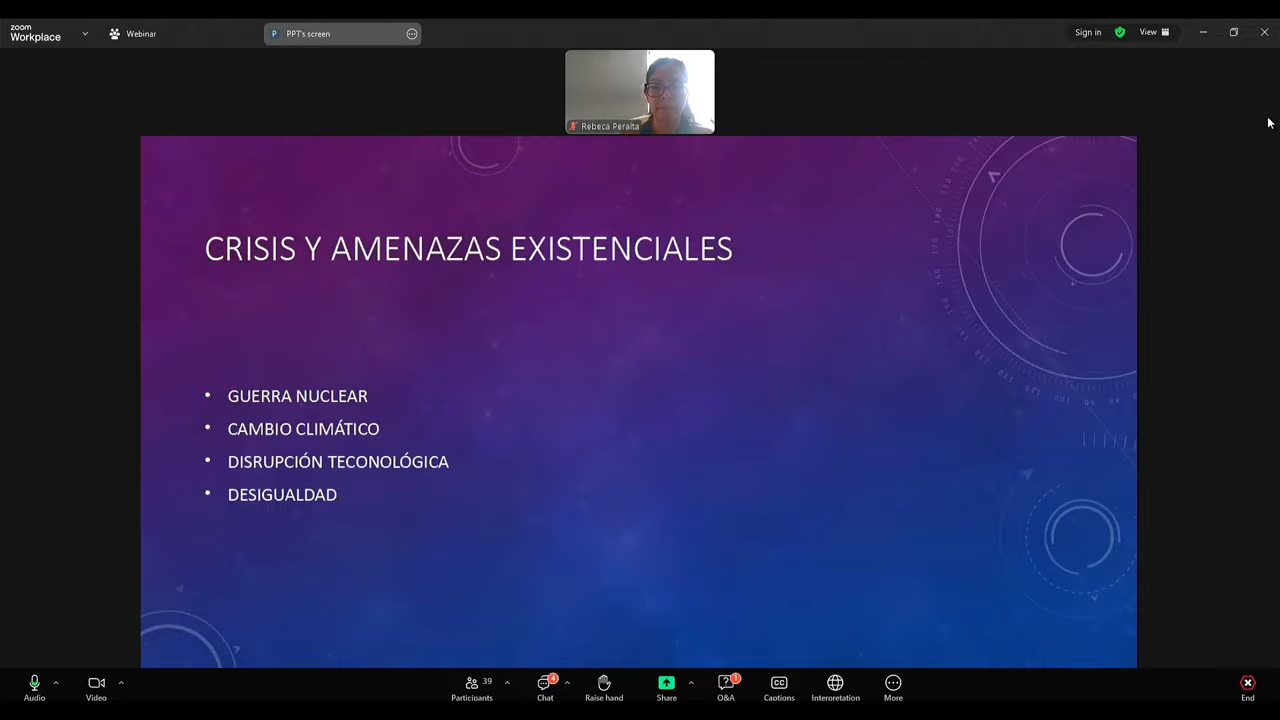 zoom
Workplace
Webinar
P PPT's screen
Sign in
View
Rebeca Peralta
CRISIS Y AMENAZAS EXISTENCIALES
• GUERRA NUCLEAR
• CAMBIO CLIMÁTICO
• DISRUPCIÓN TECONOLÓGICA
• DESIGUALDAD
Audio
Video
39
Participants
4
Chat
Raise hand
Share
1
Q&A
CC
Captions
Interoretation
More
End